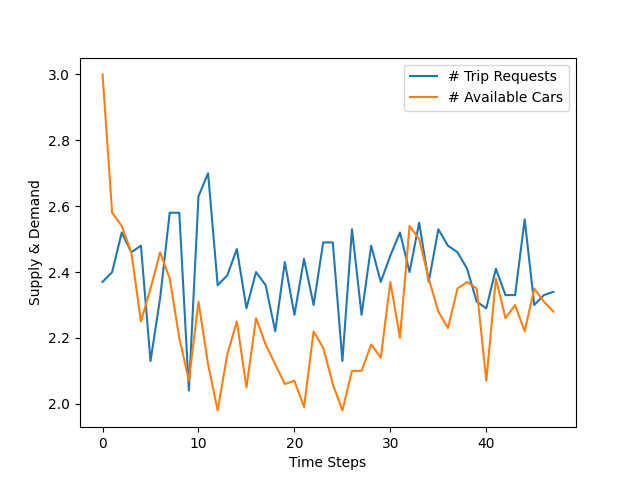 # Trip Requests
# Available Cars
3.0
2.8
2.6
2.4
2.2
2.0
Supply & Demand
0 10 20 30 40
Time Steps